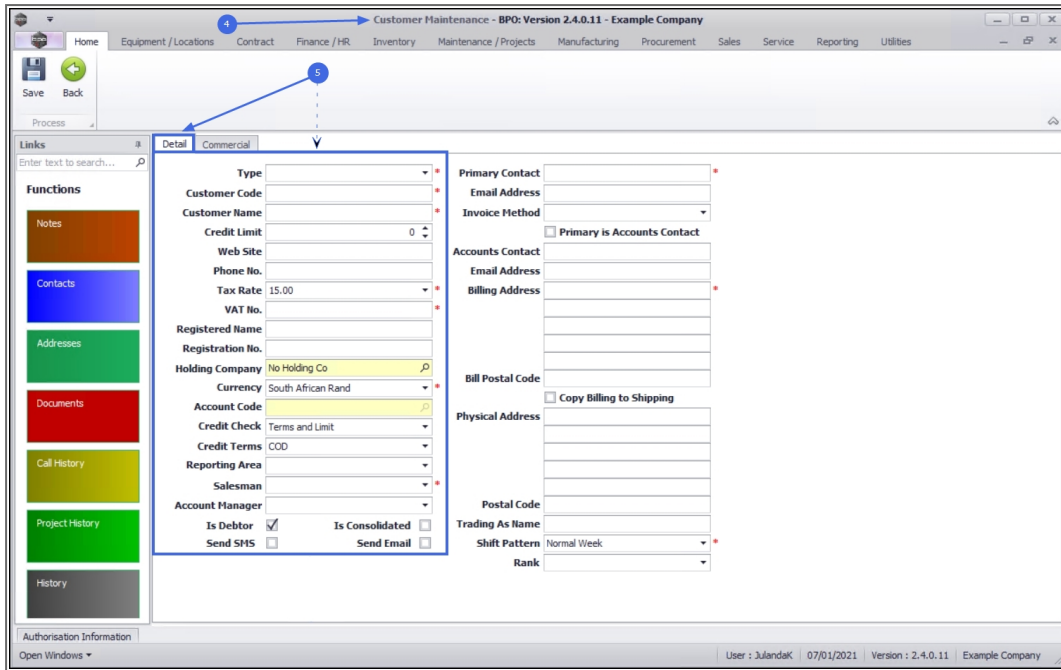 4
Customer Maintenance - BPO: Version 2.4.0.11 - Example Company
Home Equipment / Locations Contract Finance / HR Inventory Maintenance / Projects Manufacturing Procurement Sales Service Reporting Utilities
5
Save Back
Process
Links
Enter text to search...
Functions
Notes
Contacts
Addresses
Documents
Call History
Project History
History
Detail Commercial
Type *
Customer Code *
Customer Name *
Credit Limit 0
Web Site
Phone No.
Tax Rate 15.00 *
VAT No. *
Registered Name
Registration No.
Holding Company No Holding Co
Currency South African Rand *
Account Code
Credit Check Terms and Limit
Credit Terms COD
Reporting Area
Salesman *
Account Manager
Is Debtor Is Consolidated
Send SMS Send Email
Primary Contact *
Email Address
Invoice Method
Primary is Accounts Contact
Accounts Contact
Email Address
Billing Address *
Bill Postal Code
Copy Billing to Shipping
Physical Address
Postal Code
Trading As Name
Shift Pattern Normal Week *
Rank
Authorisation Information
Open Windows User : JulandaK 07/01/2021 Version : 2.4.0.11 Example Company